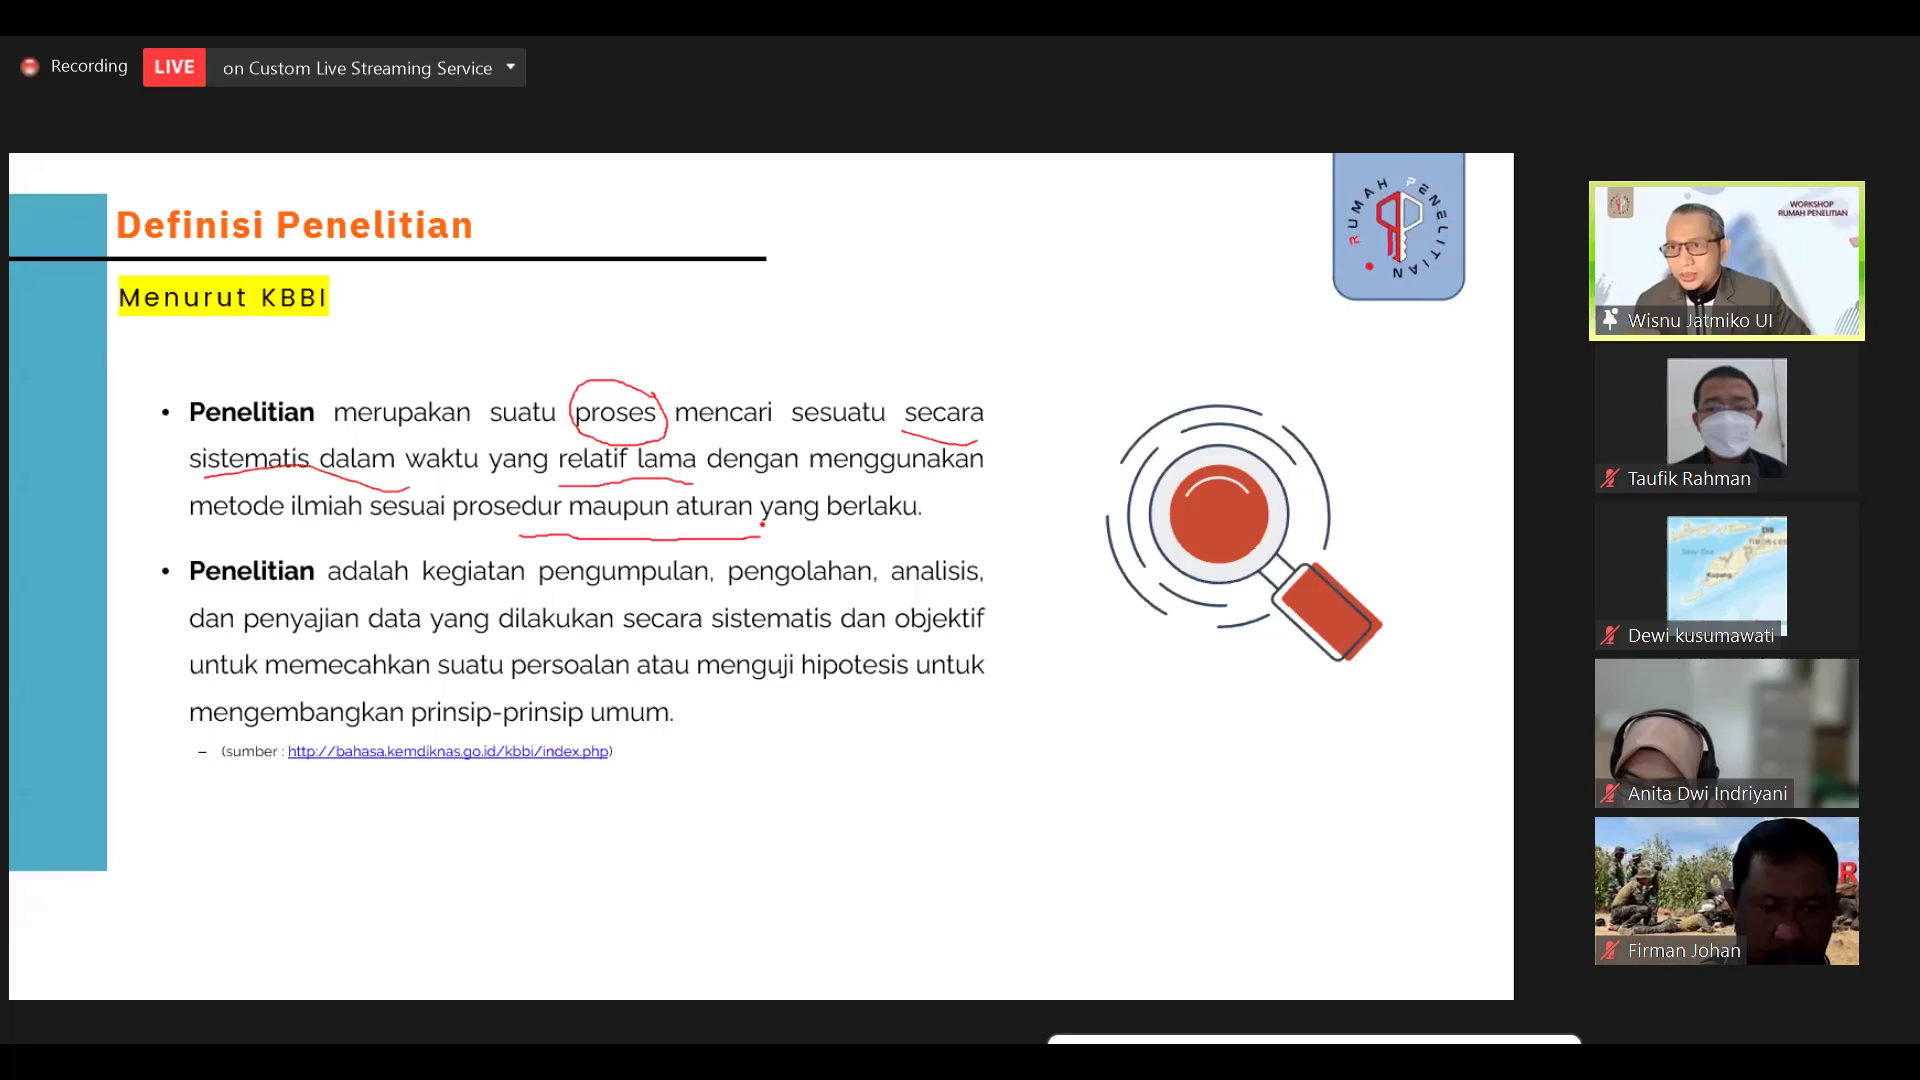 Recording
LIVE on Custom Live Streaming Service
Definisi Penelitian
RUMAH PENELITIAN
Menurut KBBI
• Penelitian merupakan suatu proses mencari sesuatu secara
sistematis dalam waktu yang relatif lama dengan menggunakan
metode ilmiah sesuai prosedur maupun aturan yang berlaku.
• Penelitian adalah kegiatan pengumpulan, pengolahan, analisis,
dan penyajian data yang dilakukan secara sistematis dan objektif
untuk memecahkan suatu persoalan atau menguji hipotesis untuk
mengembangkan prinsip-prinsip umum.
– (sumber : http://bahasa.kemdiknas.go.id/kbbi/index.php)
WORKSHOP
RUMAH PENELITIAN
Wisnu Jatmiko UI
Taufik Rahman
Dili
Kupang
Dewi kusumawati
Anita Dwi Indriyani
R
Firman Johan